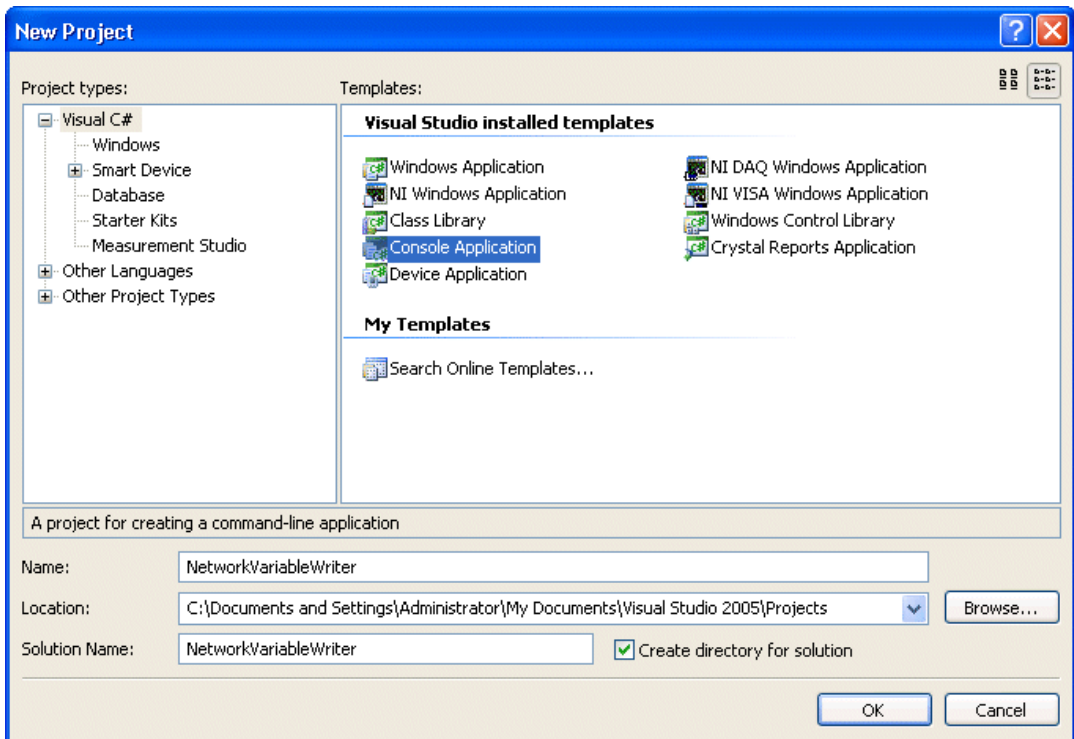 New Project
Project types:
Templates:
Visual C#
Windows
Smart Device
Database
Starter Kits
Measurement Studio
Other Languages
Other Project Types
Visual Studio installed templates
Windows Application
NI Windows Application
Class Library
Console Application
Device Application
NI DAQ Windows Application
NI VISA Windows Application
Windows Control Library
Crystal Reports Application
My Templates
Search Online Templates...
A project for creating a command-line application
Name: NetworkVariableWriter
Location: C:\Documents and Settings\Administrator\My Documents\Visual Studio 2005\Projects Browse...
Solution Name: NetworkVariableWriter Create directory for solution
OK Cancel